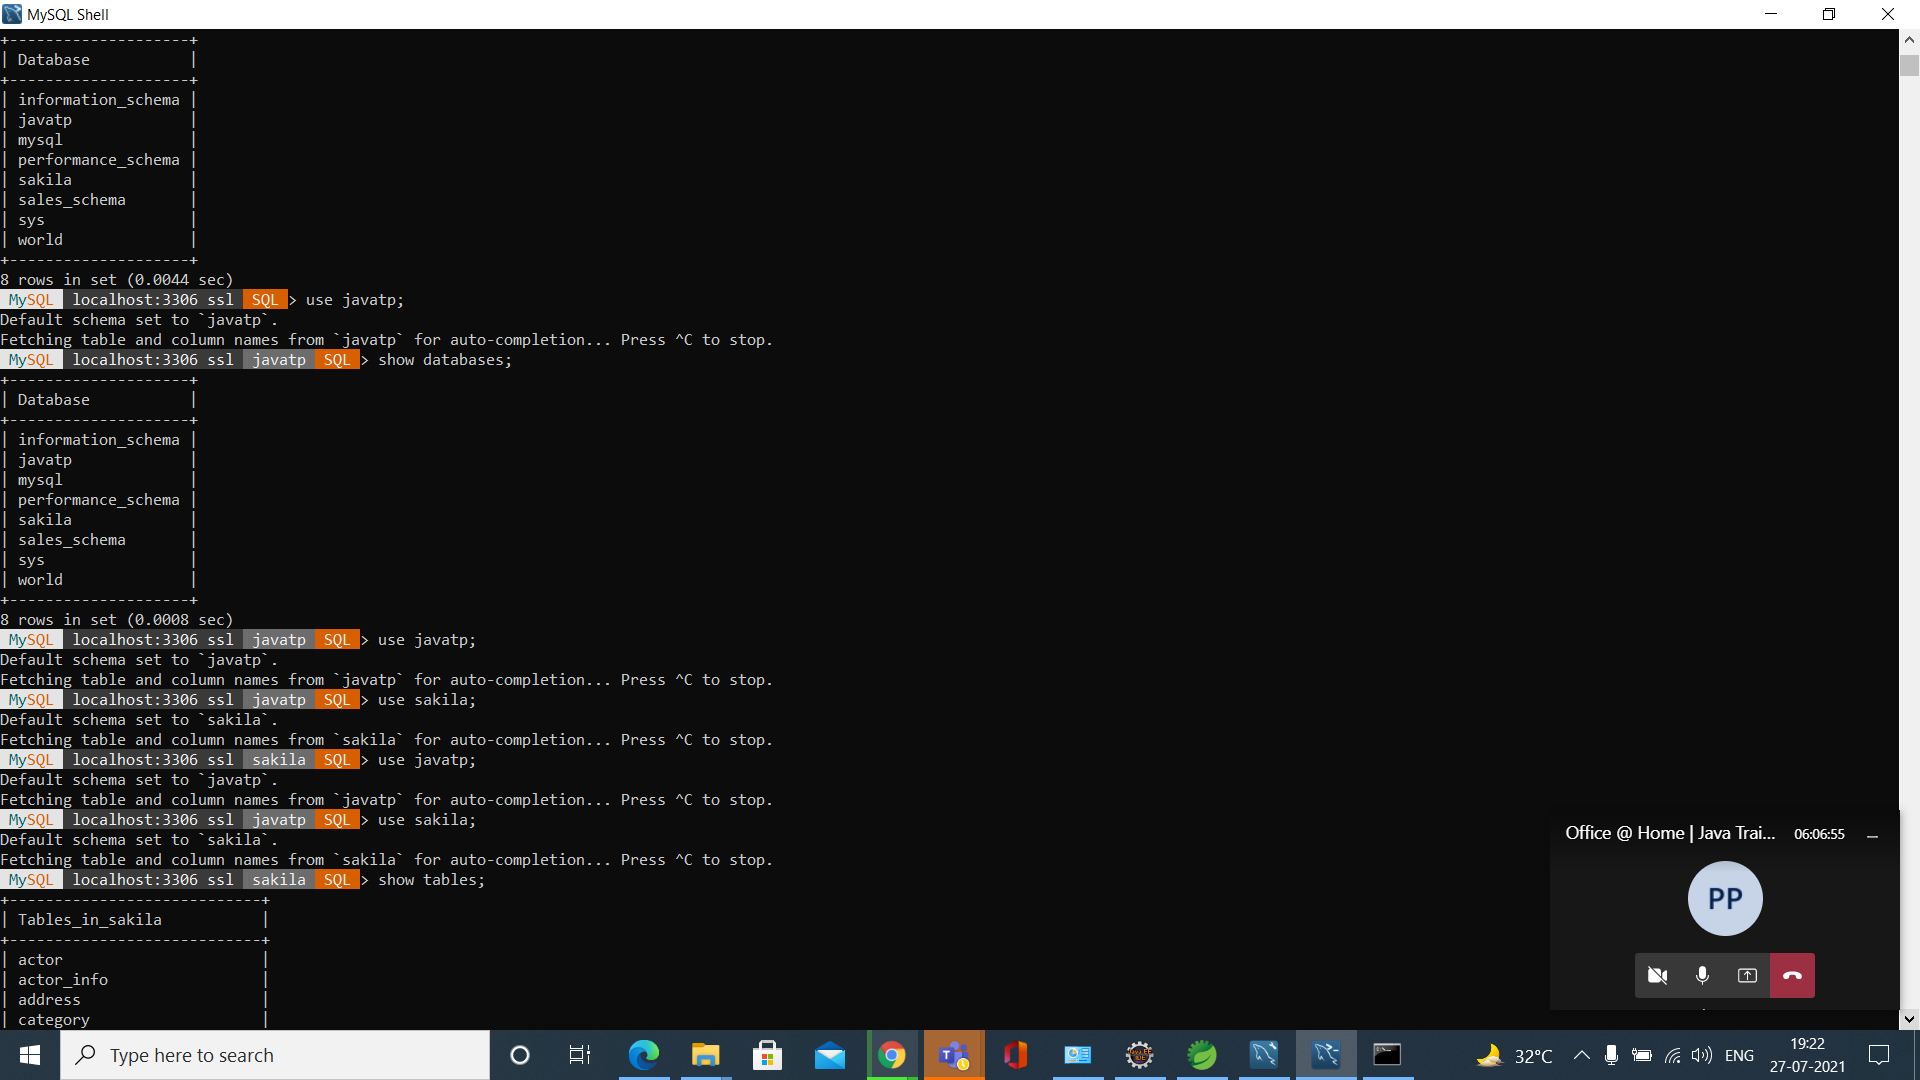 MySQL Shell
+--------------------+
| Database           |
+--------------------+
| information_schema |
| javatp             |
| mysql              |
| performance_schema |
| sakila             |
| sales_schema       |
| sys                |
| world              |
+--------------------+
8 rows in set (0.0044 sec)
MySQL localhost:3306 ssl SQL > use javatp;
Default schema set to `javatp`.
Fetching table and column names from `javatp` for auto-completion... Press ^C to stop.
MySQL localhost:3306 ssl javatp SQL > show databases;
+--------------------+
| Database           |
+--------------------+
| information_schema |
| javatp             |
| mysql              |
| performance_schema |
| sakila             |
| sales_schema       |
| sys                |
| world              |
+--------------------+
8 rows in set (0.0008 sec)
MySQL localhost:3306 ssl javatp SQL > use javatp;
Default schema set to `javatp`.
Fetching table and column names from `javatp` for auto-completion... Press ^C to stop.
MySQL localhost:3306 ssl javatp SQL > use sakila;
Default schema set to `sakila`.
Fetching table and column names from `sakila` for auto-completion... Press ^C to stop.
MySQL localhost:3306 ssl sakila SQL > use javatp;
Default schema set to `javatp`.
Fetching table and column names from `javatp` for auto-completion... Press ^C to stop.
MySQL localhost:3306 ssl javatp SQL > use sakila;
Default schema set to `sakila`.
Fetching table and column names from `sakila` for auto-completion... Press ^C to stop.
MySQL localhost:3306 ssl sakila SQL > show tables;
+----------------------------+
| Tables_in_sakila           |
+----------------------------+
| actor                      |
| actor_info                 |
| address                    |
| category                   |
Office @ Home | Java Trai... 06:06:55
PP
Type here to search
32°C
ENG
19:22
27-07-2021